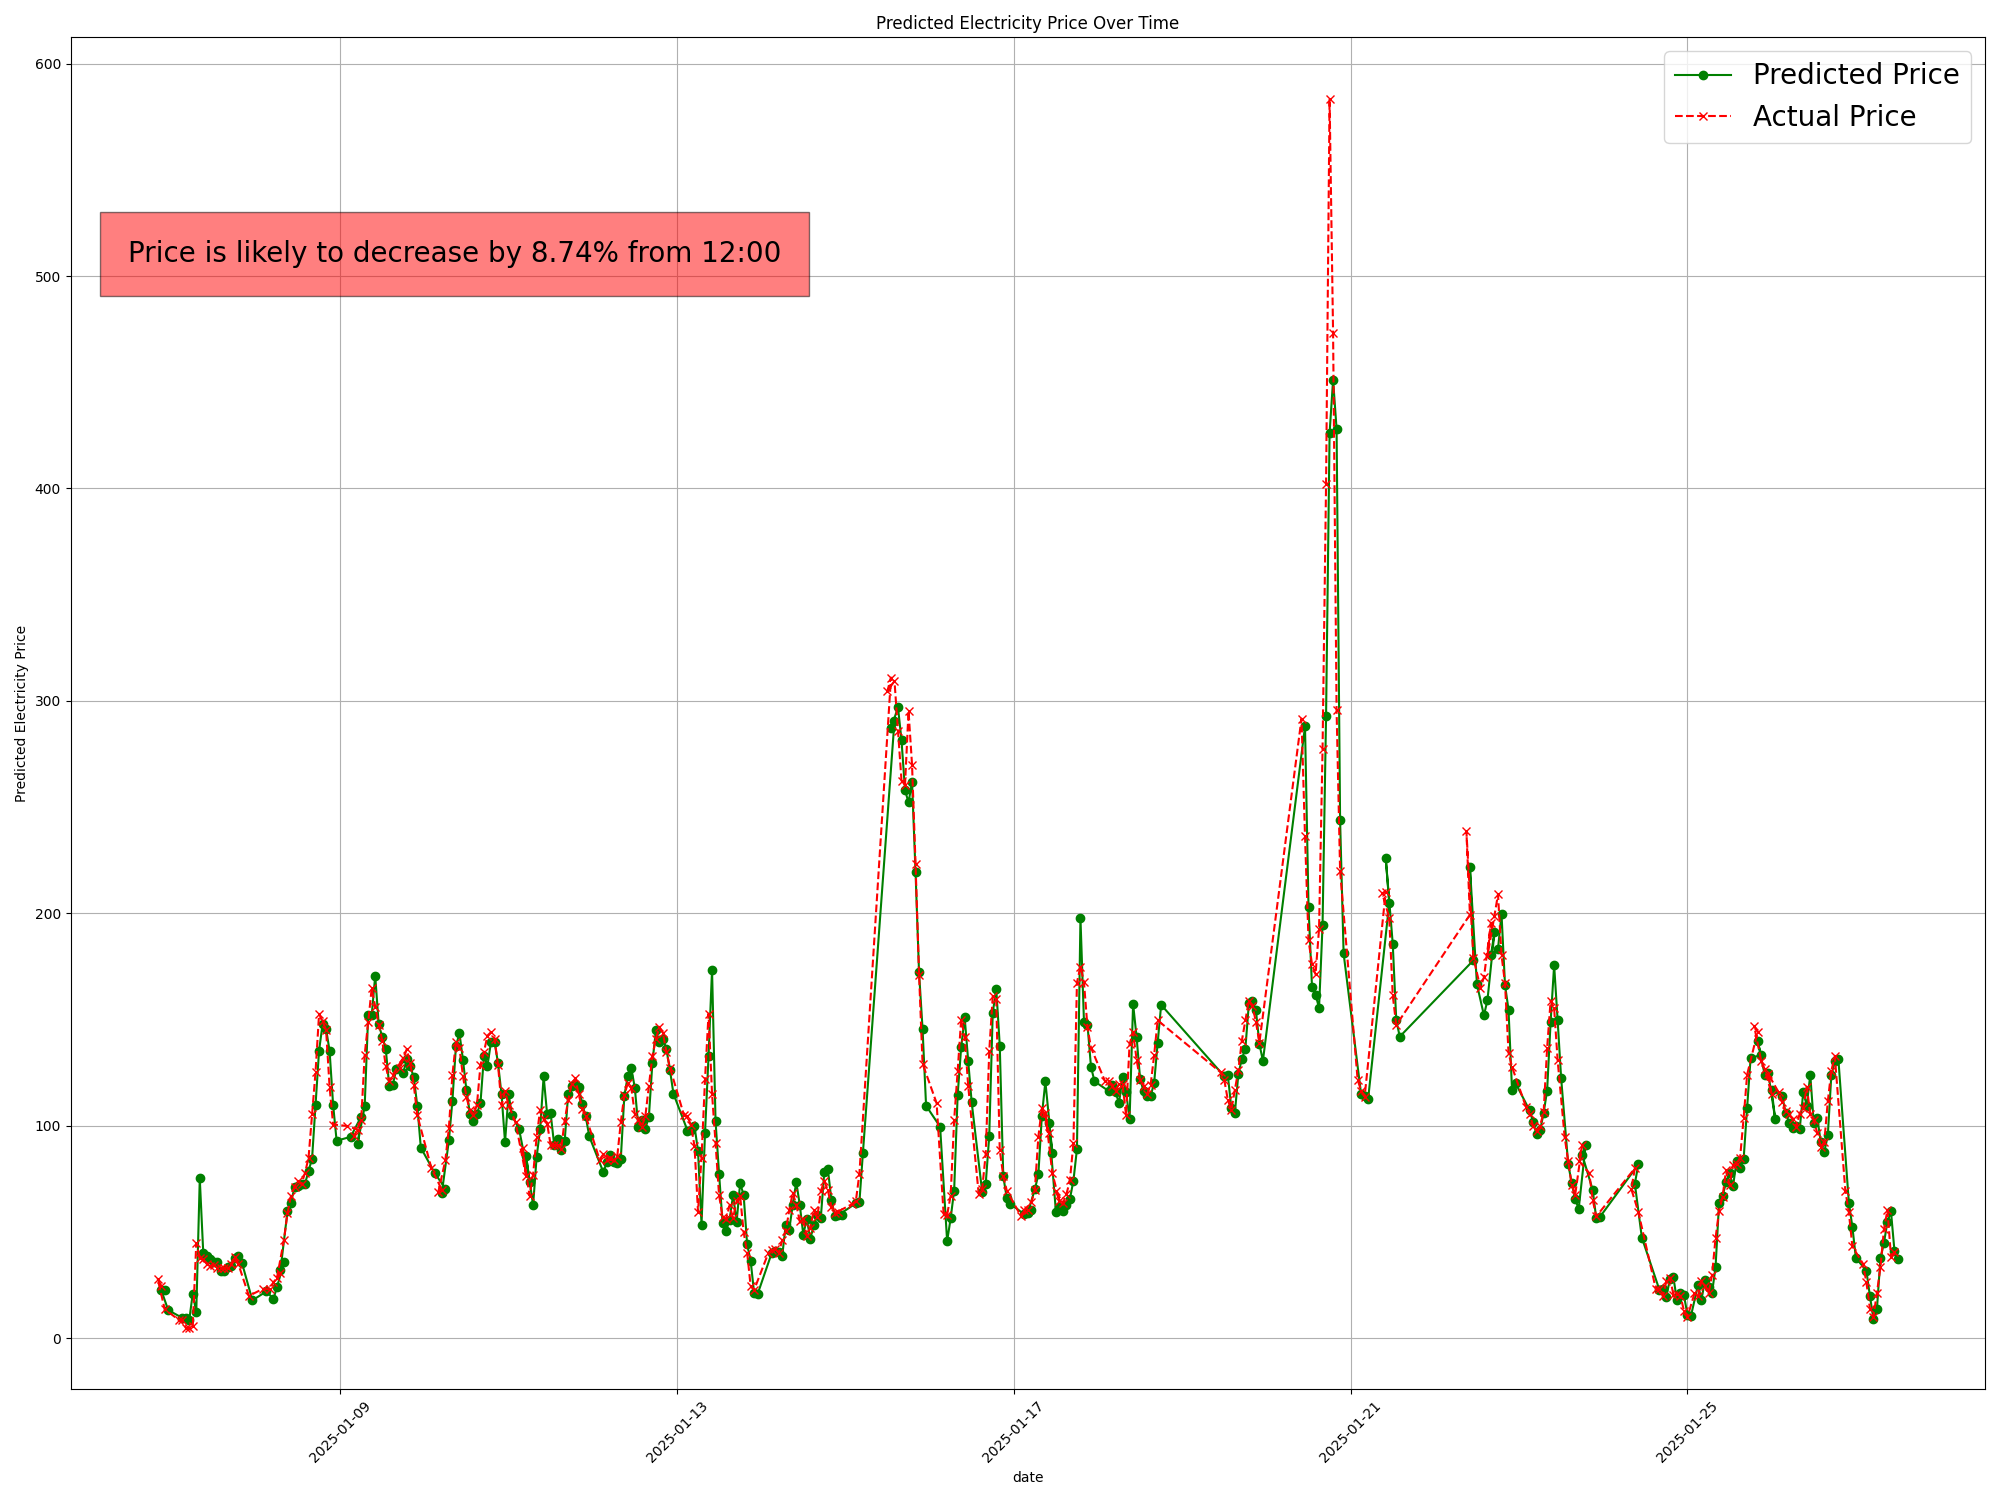 Predicted Electricity Price Over Time
Predicted Price
Actual Price
Price is likely to decrease by 8.74% from 12:00
Predicted Electricity Price
600
500
400
300
200
100
0
2025-01-09
2025-01-13
2025-01-17
2025-01-21
2025-01-25
date